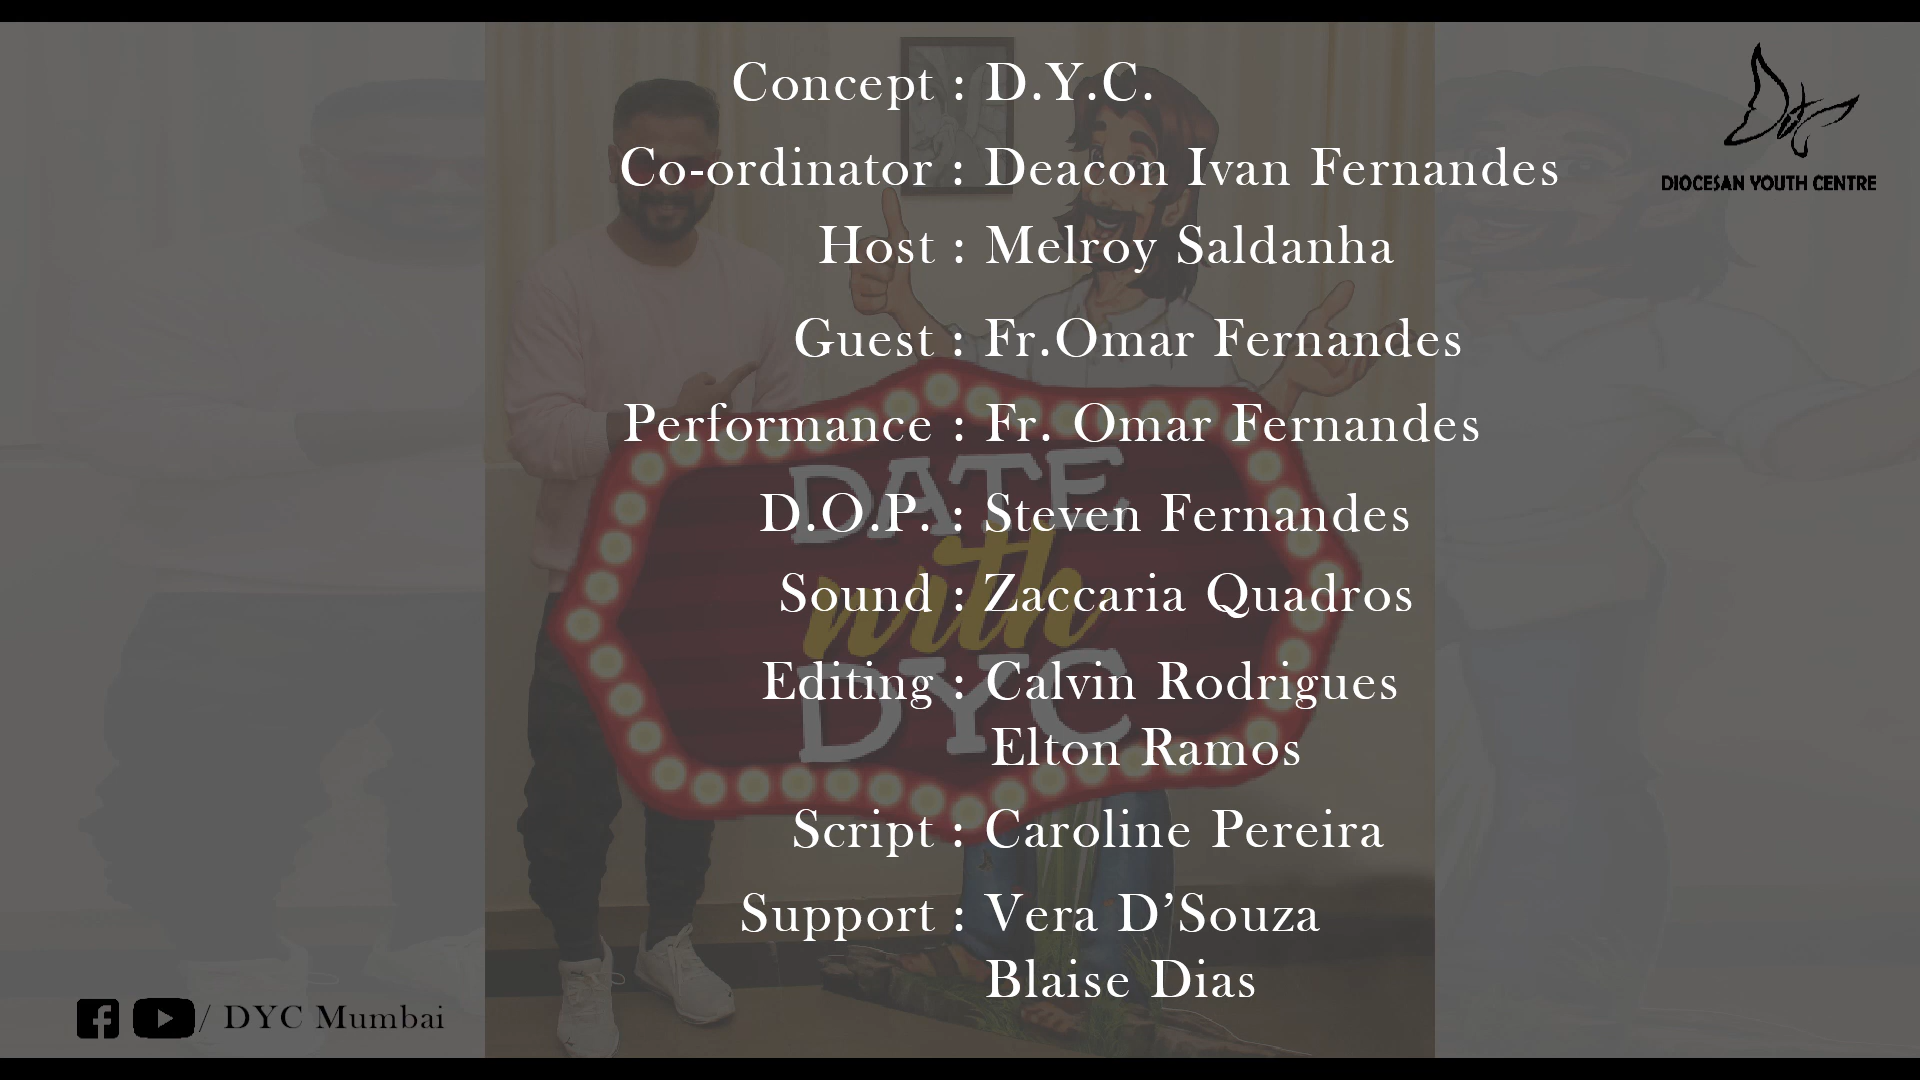 Concept : D.Y.C.
Co-ordinator : Deacon Ivan Fernandes
Host : Melroy Saldanha
Guest : Fr.Omar Fernandes
Performance : Fr. Omar Fernandes
D.O.P. : Steven Fernandes
Sound : Zaccaria Quadros
Editing : Calvin Rodrigues
Elton Ramos
Script : Caroline Pereira
Support : Vera D’Souza
Blaise Dias
DATE
with
DYC
DYC
DIOCESAN YOUTH CENTRE
/ DYC Mumbai